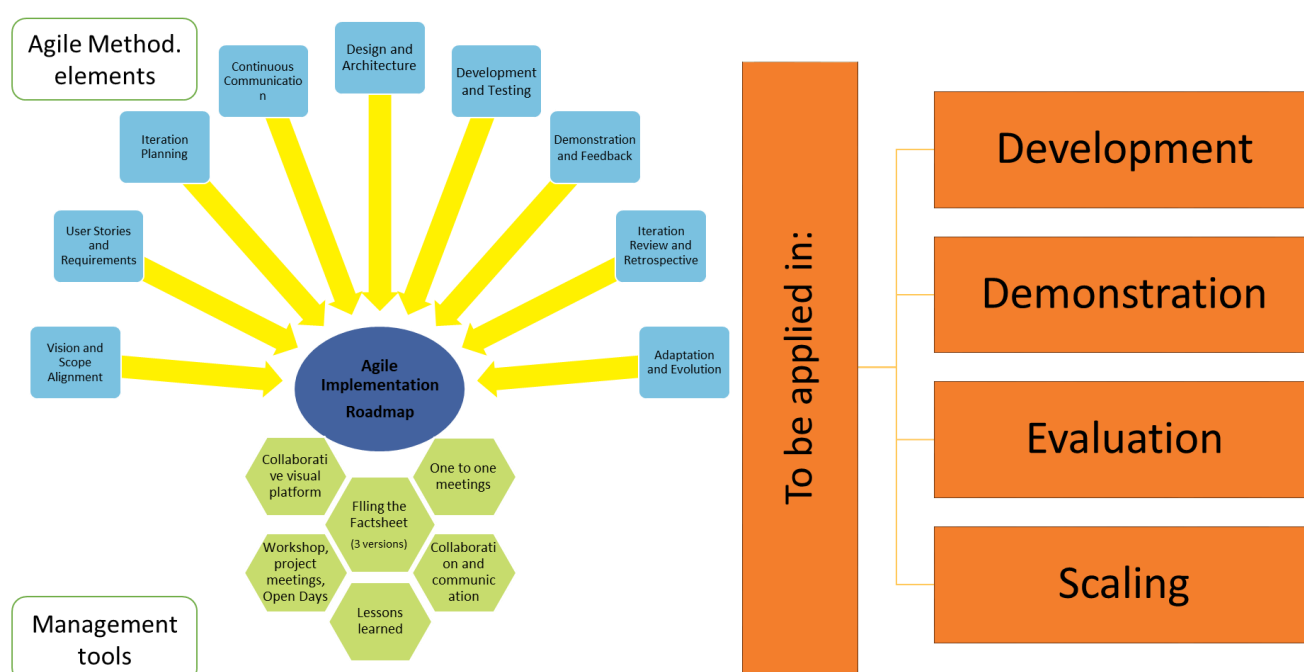 Agile Method.
elements
Continuous
Communicatio
n
Design and
Architecture
Development
and Testing
Iteration
Planning
Demonstration
and Feedback
User Stories
and
Requirements
Iteration
Review and
Retrospective
Vision and
Scope
Alignment
Adaptation
and Evolution
Agile
Implementation
Roadmap
Collaborati
ve visual
platform
One to one
meetings
FIling the
Factsheet
(3 versions)
Workshop,
project
meetings,
Open Days
Collaborati
on and
communic
ation
Lessons
learned
Management
tools
To be applied in:
Development
Demonstration
Evaluation
Scaling